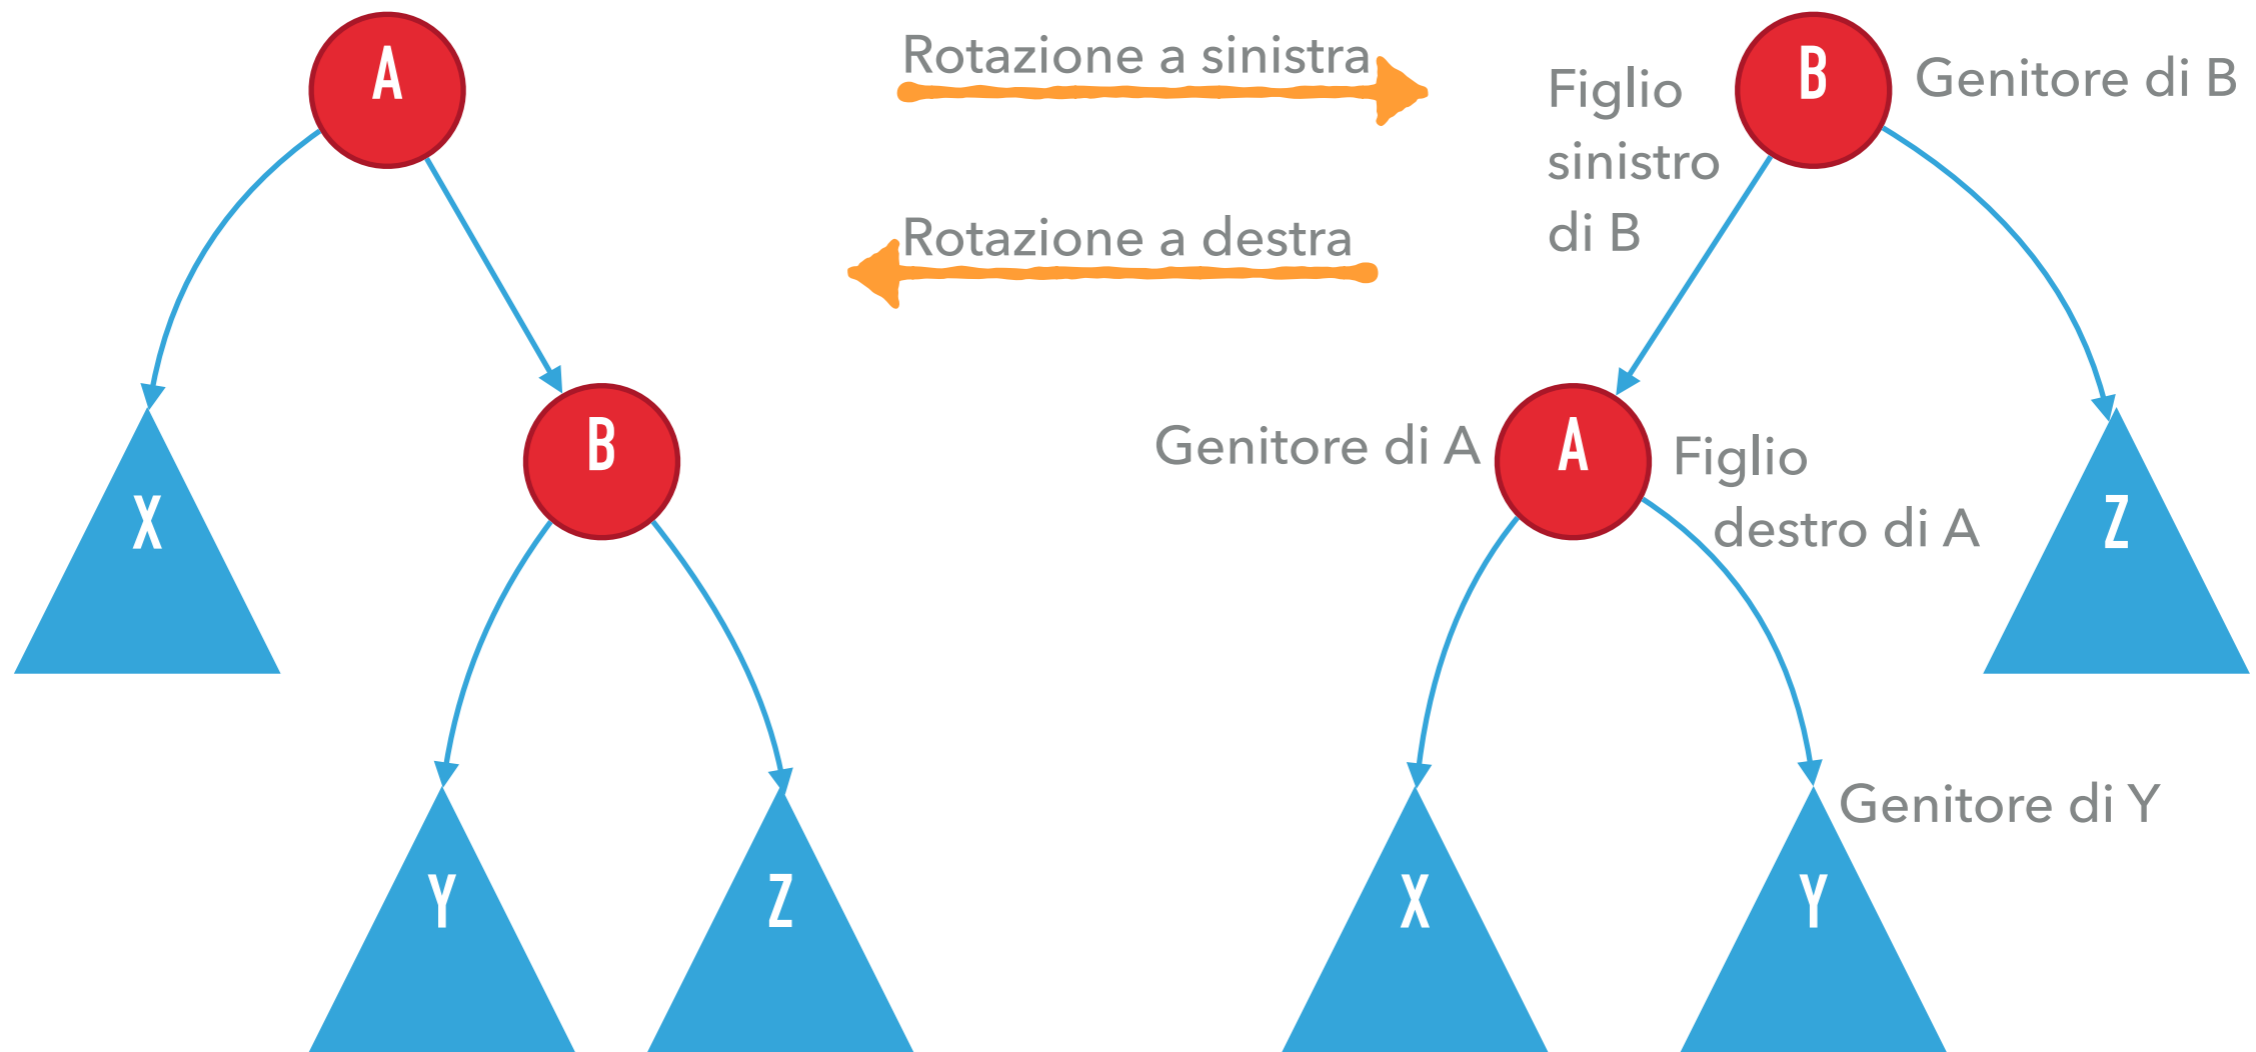 A
Rotazione a sinistra
Rotazione a destra
B
Genitore di B
Figlio
sinistro
di B
X
B
Genitore di A
A
Figlio
destro di A
Z
Y
Z
X
Y
Genitore di Y